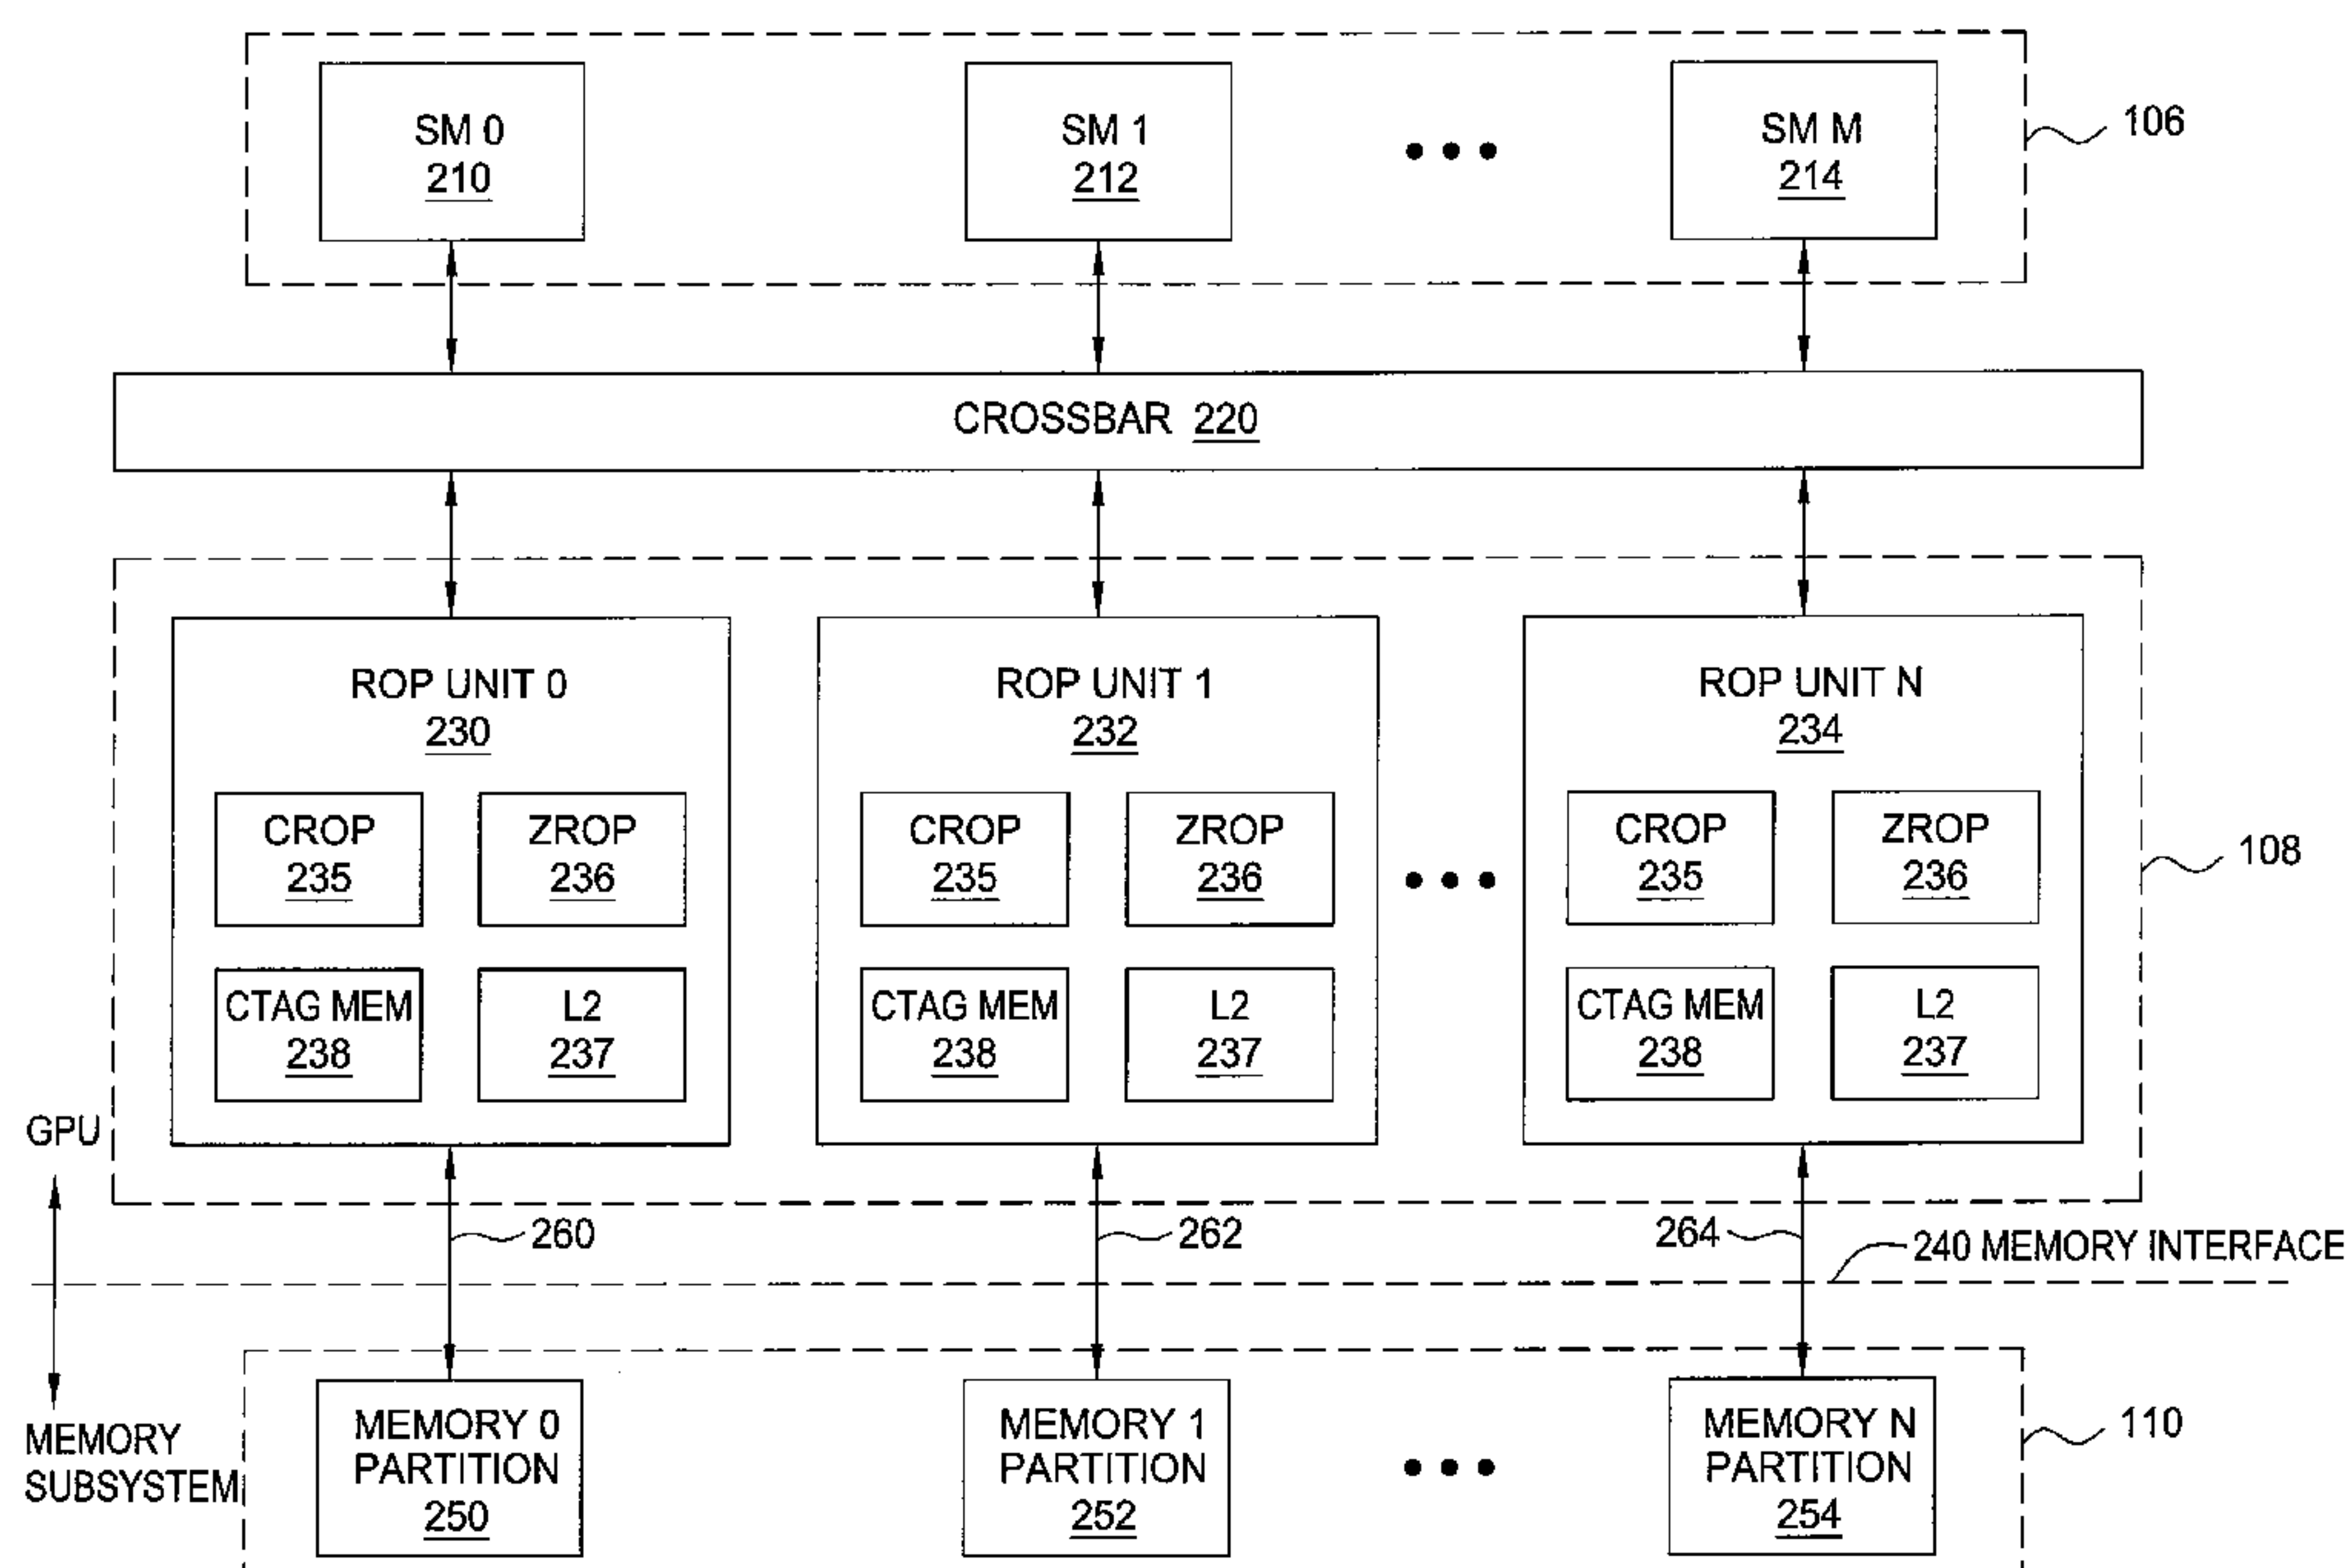 SM 0
210
SM 1
212
SM M
214
106
CROSSBAR 220
ROP UNIT 0
230
CROP
235
ZROP
236
CTAG MEM
238
L2
237
ROP UNIT 1
232
CROP
235
ZROP
236
CTAG MEM
238
L2
237
ROP UNIT N
234
CROP
235
ZROP
236
CTAG MEM
238
L2
237
108
GPU
260
262
264
240 MEMORY INTERFACE
MEMORY
SUBSYSTEM
MEMORY 0
PARTITION
250
MEMORY 1
PARTITION
252
MEMORY N
PARTITION
254
110